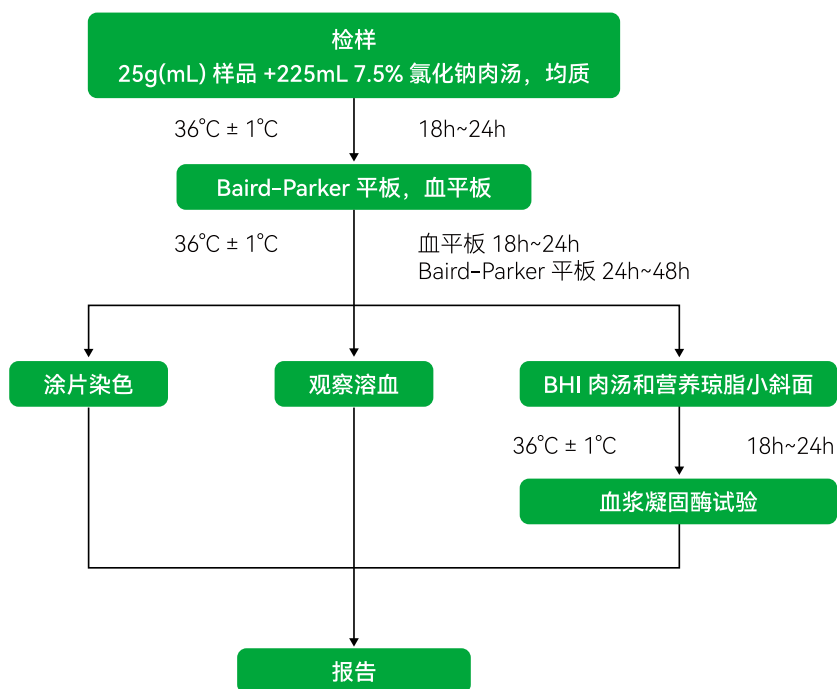 检样
25g(mL) 样品 +225mL 7.5% 氯化钠肉汤，均质
36°C ± 1°C
18h~24h
Baird-Parker 平板，血平板
36°C ± 1°C
血平板 18h~24h
Baird-Parker 平板 24h~48h
涂片染色
观察溶血
BHI 肉汤和营养琼脂小斜面
36°C ± 1°C
18h~24h
血浆凝固酶试验
报告